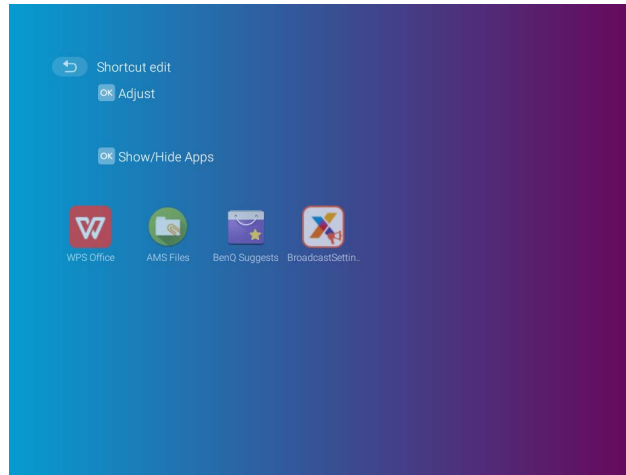 Shortcut edit
OK Adjust
OK Show/Hide Apps
WPS Office AMS Files BenQ Suggests BroadcastSettin..